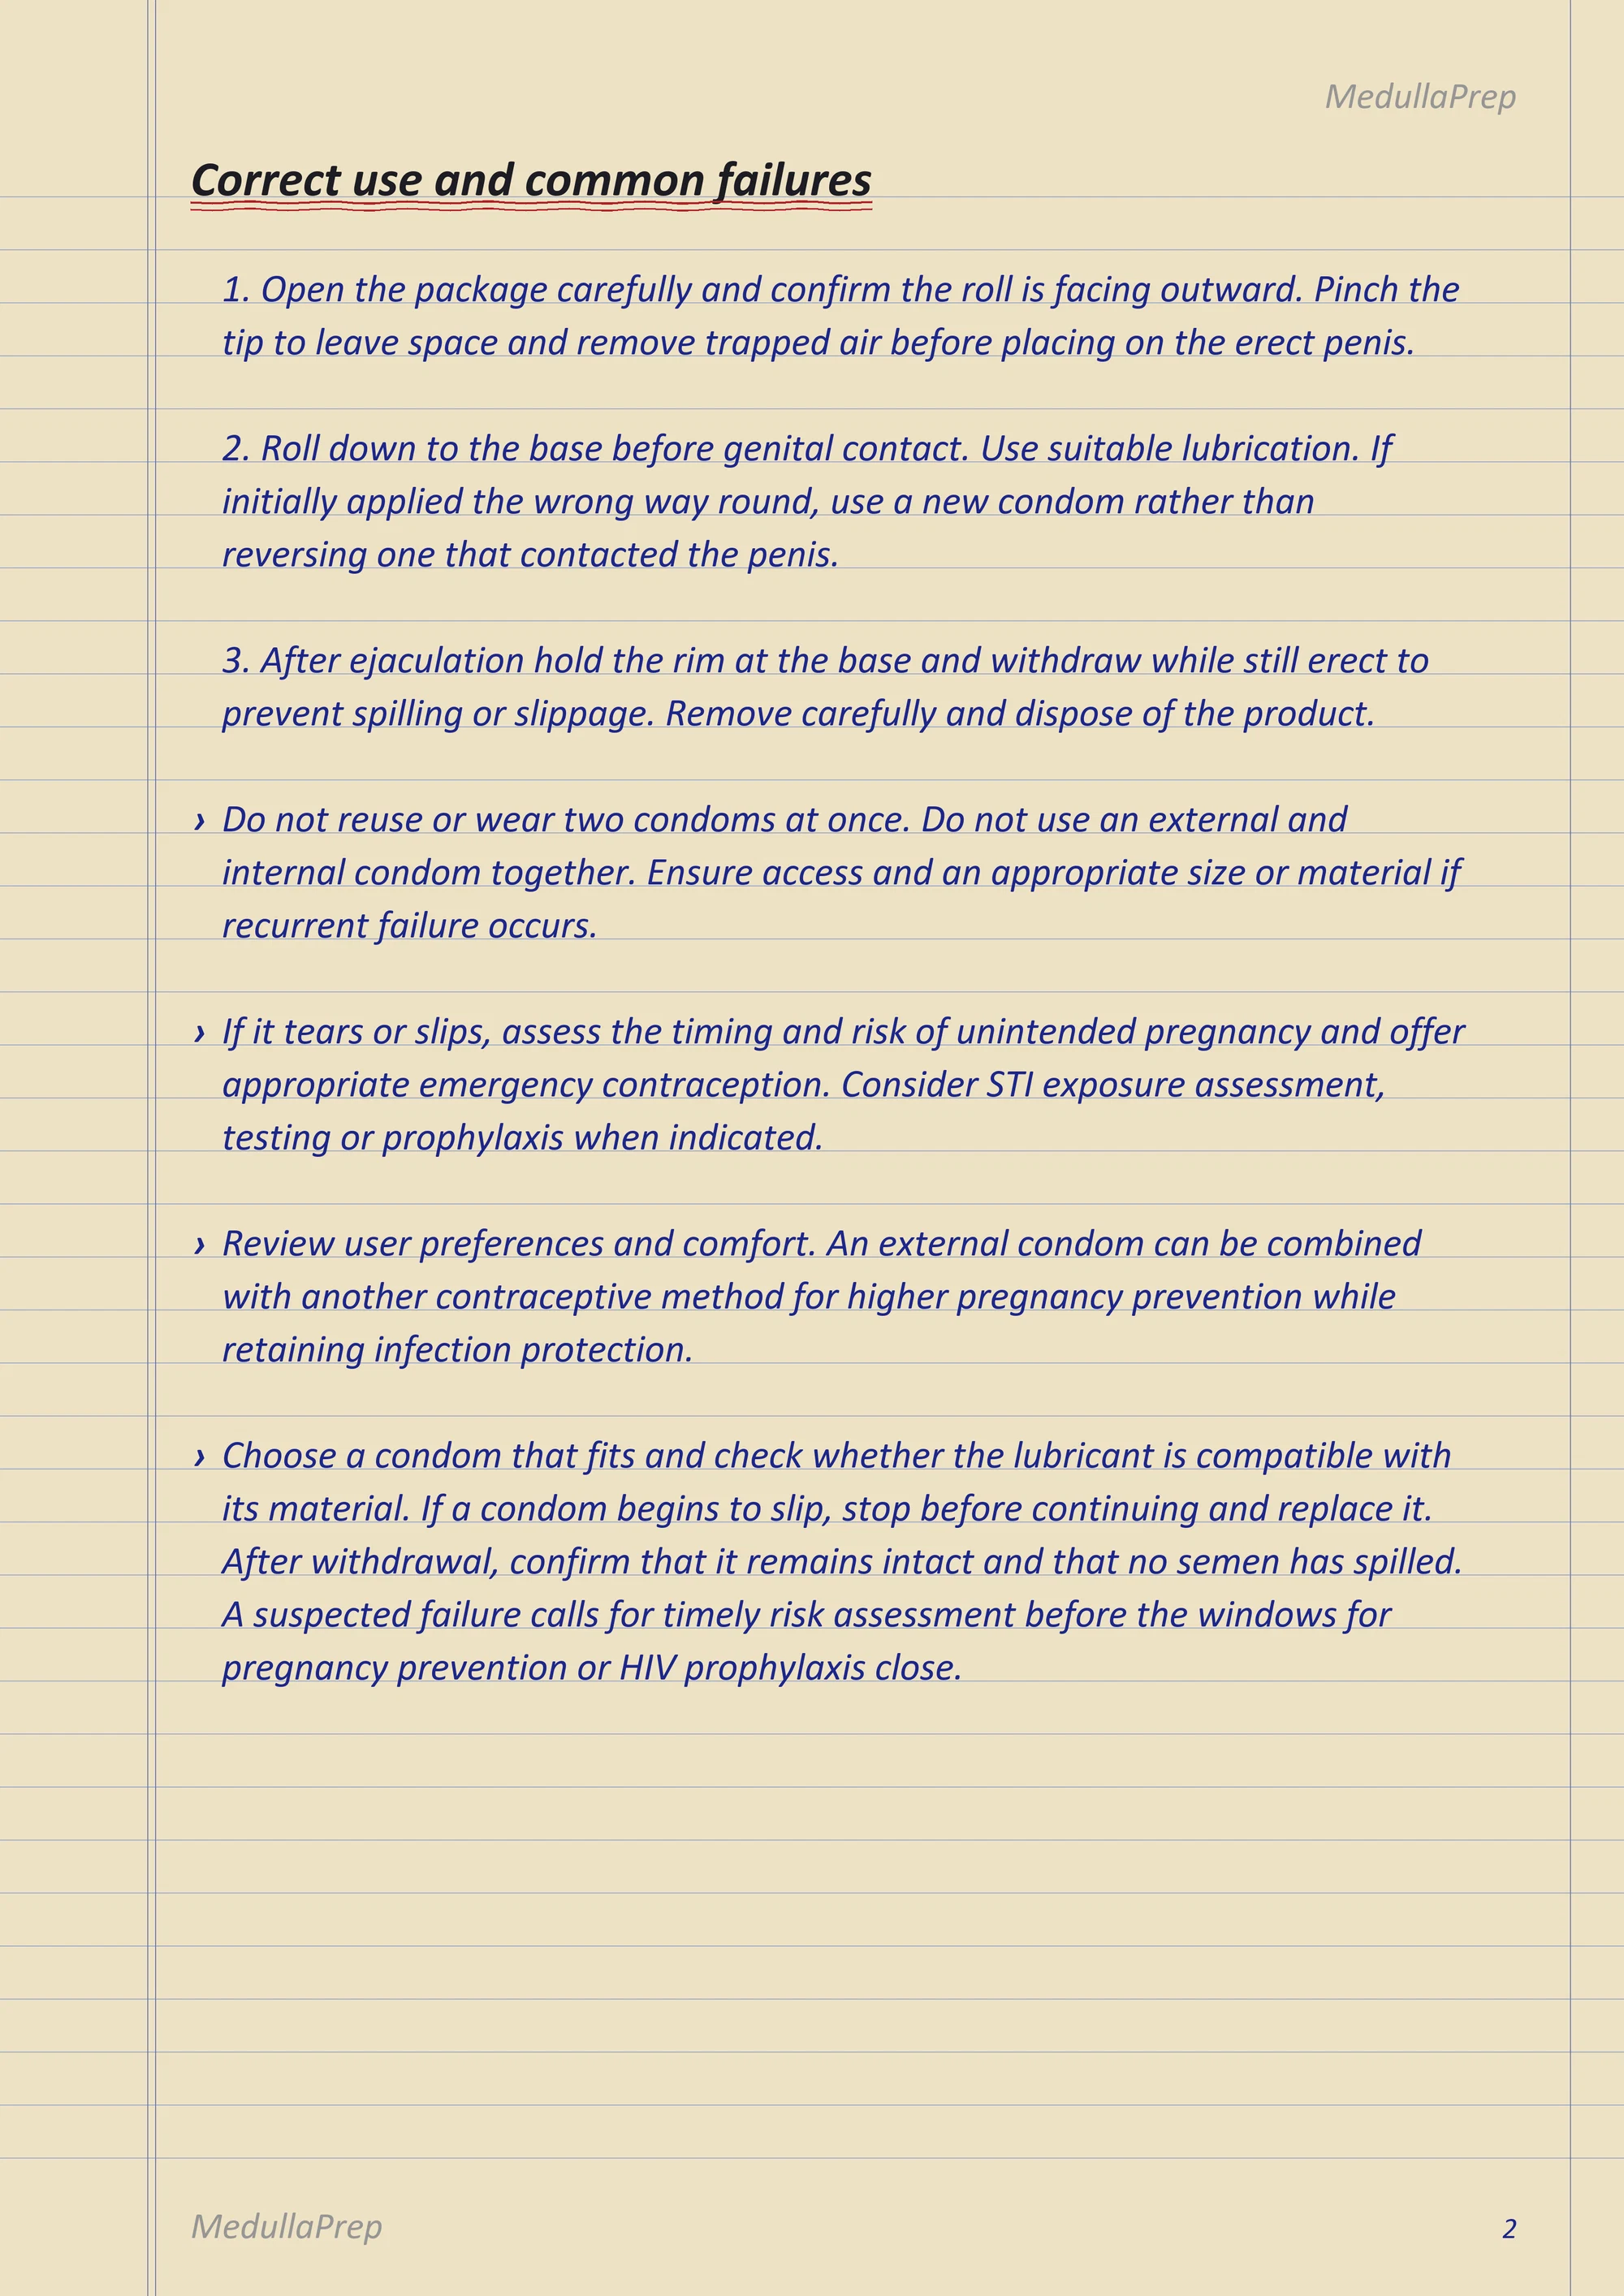 MedullaPrep
Correct use and common failures
1. Open the package carefully and confirm the roll is facing outward. Pinch the
tip to leave space and remove trapped air before placing on the erect penis.
2. Roll down to the base before genital contact. Use suitable lubrication. If
initially applied the wrong way round, use a new condom rather than
reversing one that contacted the penis.
3. After ejaculation hold the rim at the base and withdraw while still erect to
prevent spilling or slippage. Remove carefully and dispose of the product.
› Do not reuse or wear two condoms at once. Do not use an external and
internal condom together. Ensure access and an appropriate size or material if
recurrent failure occurs.
› If it tears or slips, assess the timing and risk of unintended pregnancy and offer
appropriate emergency contraception. Consider STI exposure assessment,
testing or prophylaxis when indicated.
› Review user preferences and comfort. An external condom can be combined
with another contraceptive method for higher pregnancy prevention while
retaining infection protection.
› Choose a condom that fits and check whether the lubricant is compatible with
its material. If a condom begins to slip, stop before continuing and replace it.
After withdrawal, confirm that it remains intact and that no semen has spilled.
A suspected failure calls for timely risk assessment before the windows for
pregnancy prevention or HIV prophylaxis close.
MedullaPrep
2